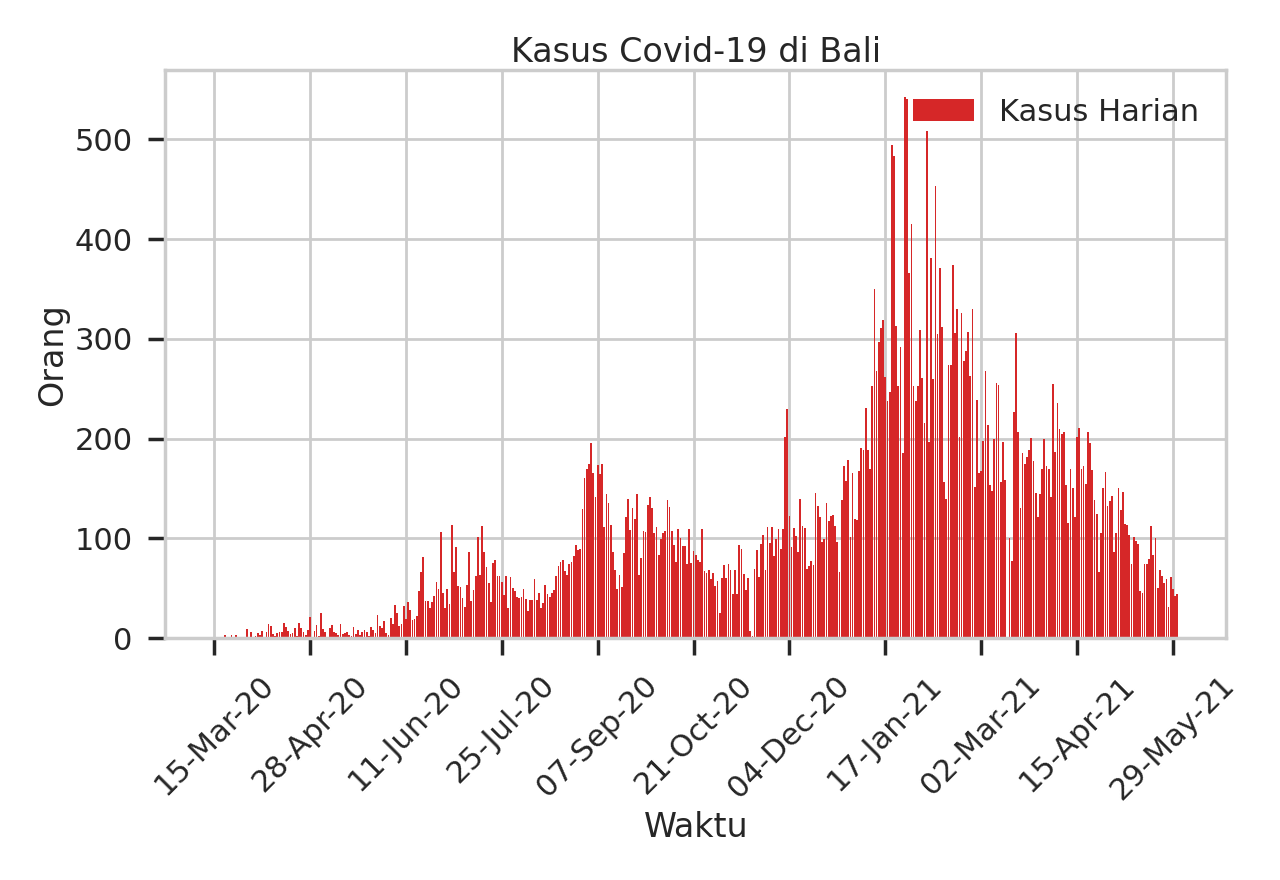 Kasus Covid-19 di Bali
Kasus Harian
500
400
300
200
100
0
Orang
15-Mar-20
28-Apr-20
11-Jun-20
25-Jul-20
07-Sep-20
21-Oct-20
04-Dec-20
17-Jan-21
02-Mar-21
15-Apr-21
29-May-21
Waktu